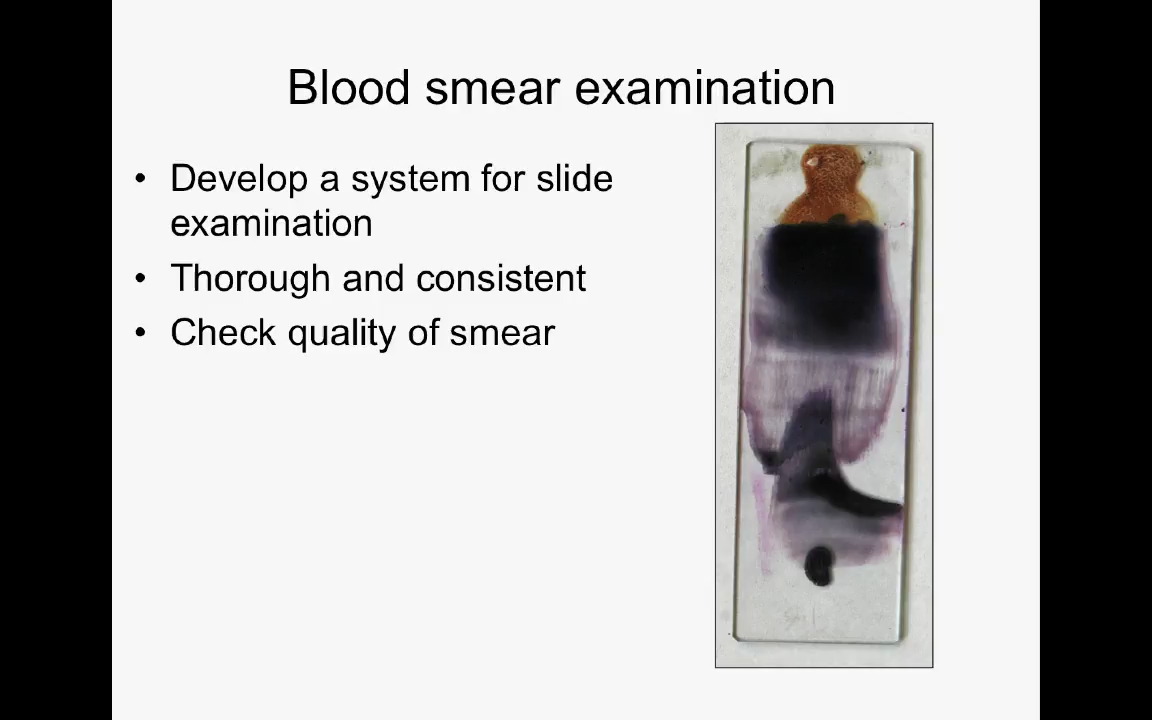 Blood smear examination
• Develop a system for slide
examination
• Thorough and consistent
• Check quality of smear